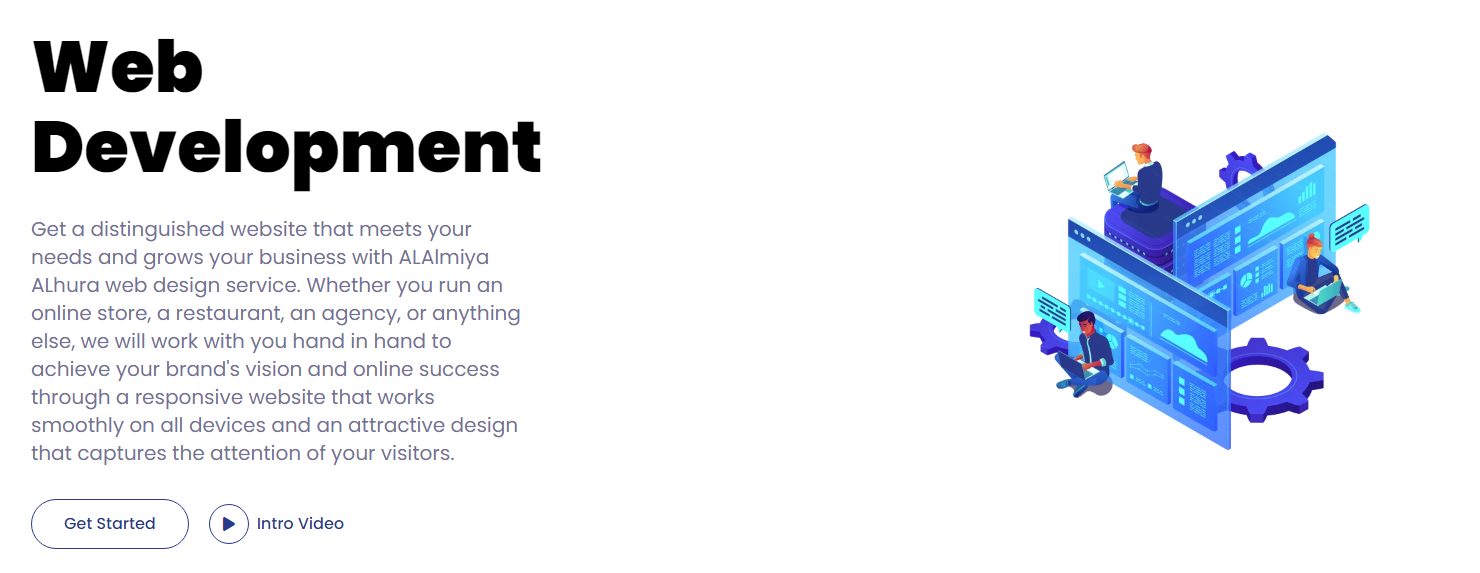 Web
Development
Get a distinguished website that meets your
needs and grows your business with ALAlmiya
ALhura web design service. Whether you run an
online store, a restaurant, an agency, or anything
else, we will work with you hand in hand to
achieve your brand's vision and online success
through a responsive website that works
smoothly on all devices and an attractive design
that captures the attention of your visitors.
Get Started
Intro Video